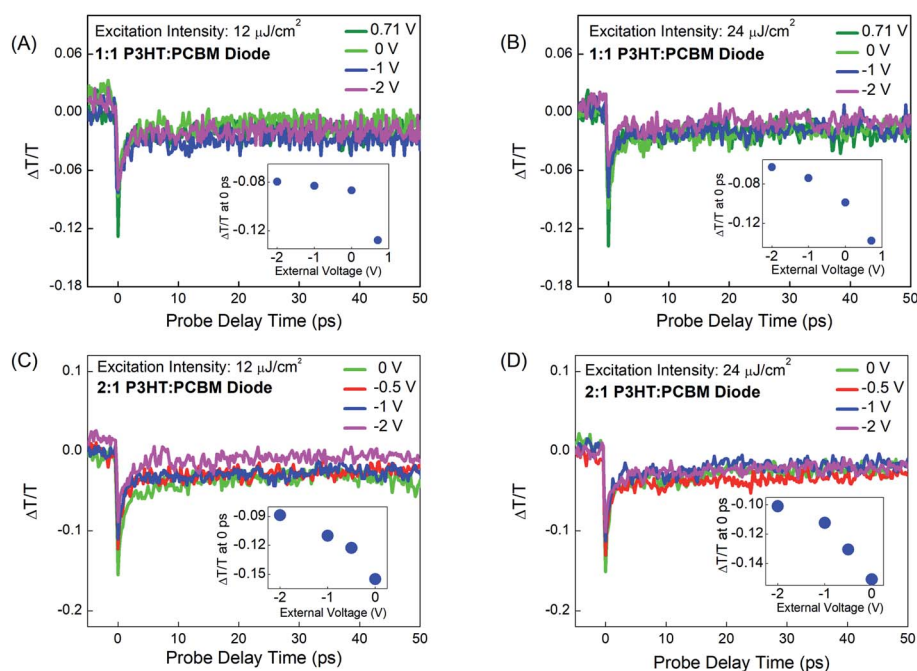 (A)
Excitation Intensity: 12 μJ/cm²
1:1 P3HT:PCBM Diode
0.71 V
0 V
-1 V
-2 V
0.06
0.00
-0.06
-0.12
-0.18
ΔT/T
0 10 20 30 40 50
Probe Delay Time (ps)
ΔT/T at 0 ps
-0.08
-0.12
-2 -1 0 1
External Voltage (V)
(B)
Excitation Intensity: 24 μJ/cm²
1:1 P3HT:PCBM Diode
0.71 V
0 V
-1 V
-2 V
0.06
0.00
-0.06
-0.12
-0.18
ΔT/T
0 10 20 30 40 50
Probe Delay Time (ps)
ΔT/T at 0 ps
-0.08
-0.12
-2 -1 0 1
External Voltage (V)
(C)
Excitation Intensity: 12 μJ/cm²
2:1 P3HT:PCBM Diode
0 V
-0.5 V
-1 V
-2 V
0.1
0.0
-0.1
-0.2
ΔT/T
0 10 20 30 40 50
Probe Delay Time (ps)
ΔT/T at 0 ps
-0.09
-0.12
-0.15
-2 -1 0
External Voltage (V)
(D)
Excitation Intensity: 24 μJ/cm²
2:1 P3HT:PCBM Diode
0 V
-0.5 V
-1 V
-2 V
0.1
0.0
-0.1
-0.2
ΔT/T
0 10 20 30 40 50
Probe Delay Time (ps)
ΔT/T at 0 ps
-0.10
-0.12
-0.14
-2 -1 0
External Voltage (V)